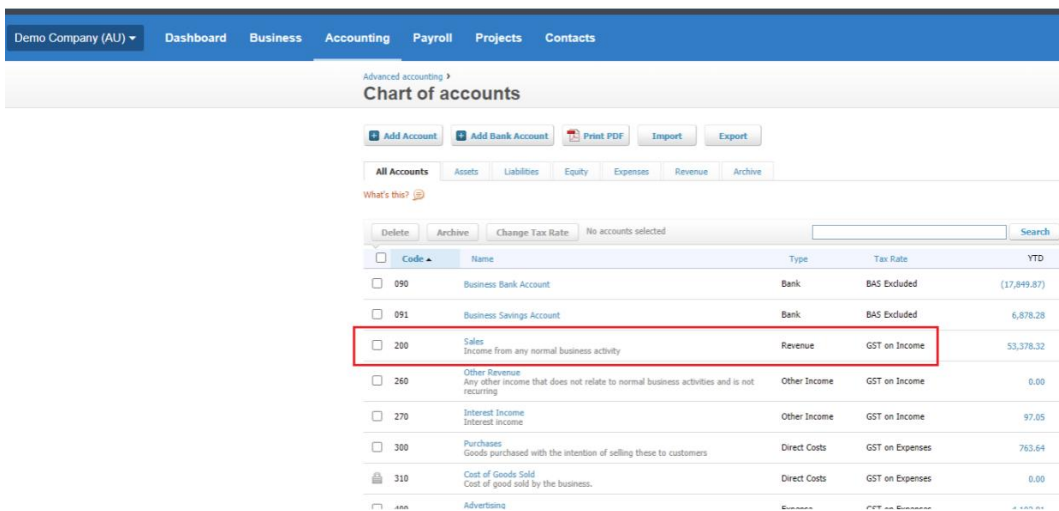 Demo Company (AU) Dashboard Business Accounting Payroll Projects Contacts
Advanced accounting ›
Chart of accounts
Add Account Add Bank Account Print PDF Import Export
All Accounts Assets Liabilities Equity Expenses Revenue Archive
What's this?
Delete Archive Change Tax Rate No accounts selected Search
Code Name Type Tax Rate YTD
090 Business Bank Account Bank BAS Excluded (17,849.87)
091 Business Savings Account Bank BAS Excluded 6,878.28
200 Sales Revenue GST on Income 53,378.32
Income from any normal business activity
260 Other Revenue Other Income GST on Income 0.00
Any other income that does not relate to normal business activities and is not
recurring
270 Interest Income Other Income GST on Income 97.05
Interest income
300 Purchases Direct Costs GST on Expenses 763.64
Goods purchased with the intention of selling these to customers
310 Cost of Goods Sold Direct Costs GST on Expenses 0.00
Cost of good sold by the business.
Advertising